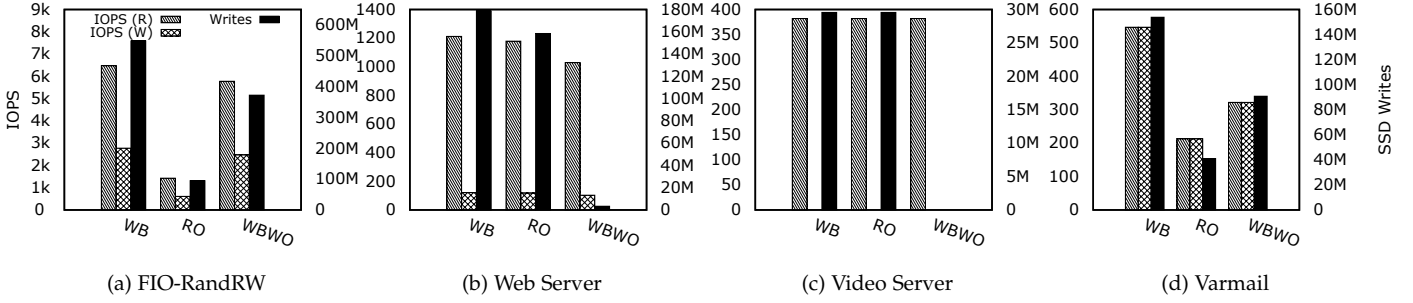 IOPS
9k
8k
7k
6k
5k
4k
3k
2k
1k
0
IOPS (R)
IOPS (W)
Writes
600M
500M
400M
300M
200M
100M
0
WB
RO
WBWO
(a) FIO-RandRW
1400
1200
1000
800
600
400
200
0
180M
160M
140M
120M
100M
80M
60M
40M
20M
0
WB
RO
WBWO
(b) Web Server
400
350
300
250
200
150
100
50
0
30M
25M
20M
15M
10M
5M
0
WB
RO
WBWO
(c) Video Server
600
500
400
300
200
100
0
160M
140M
120M
100M
80M
60M
40M
20M
0
SSD Writes
WB
RO
WBWO
(d) Varmail